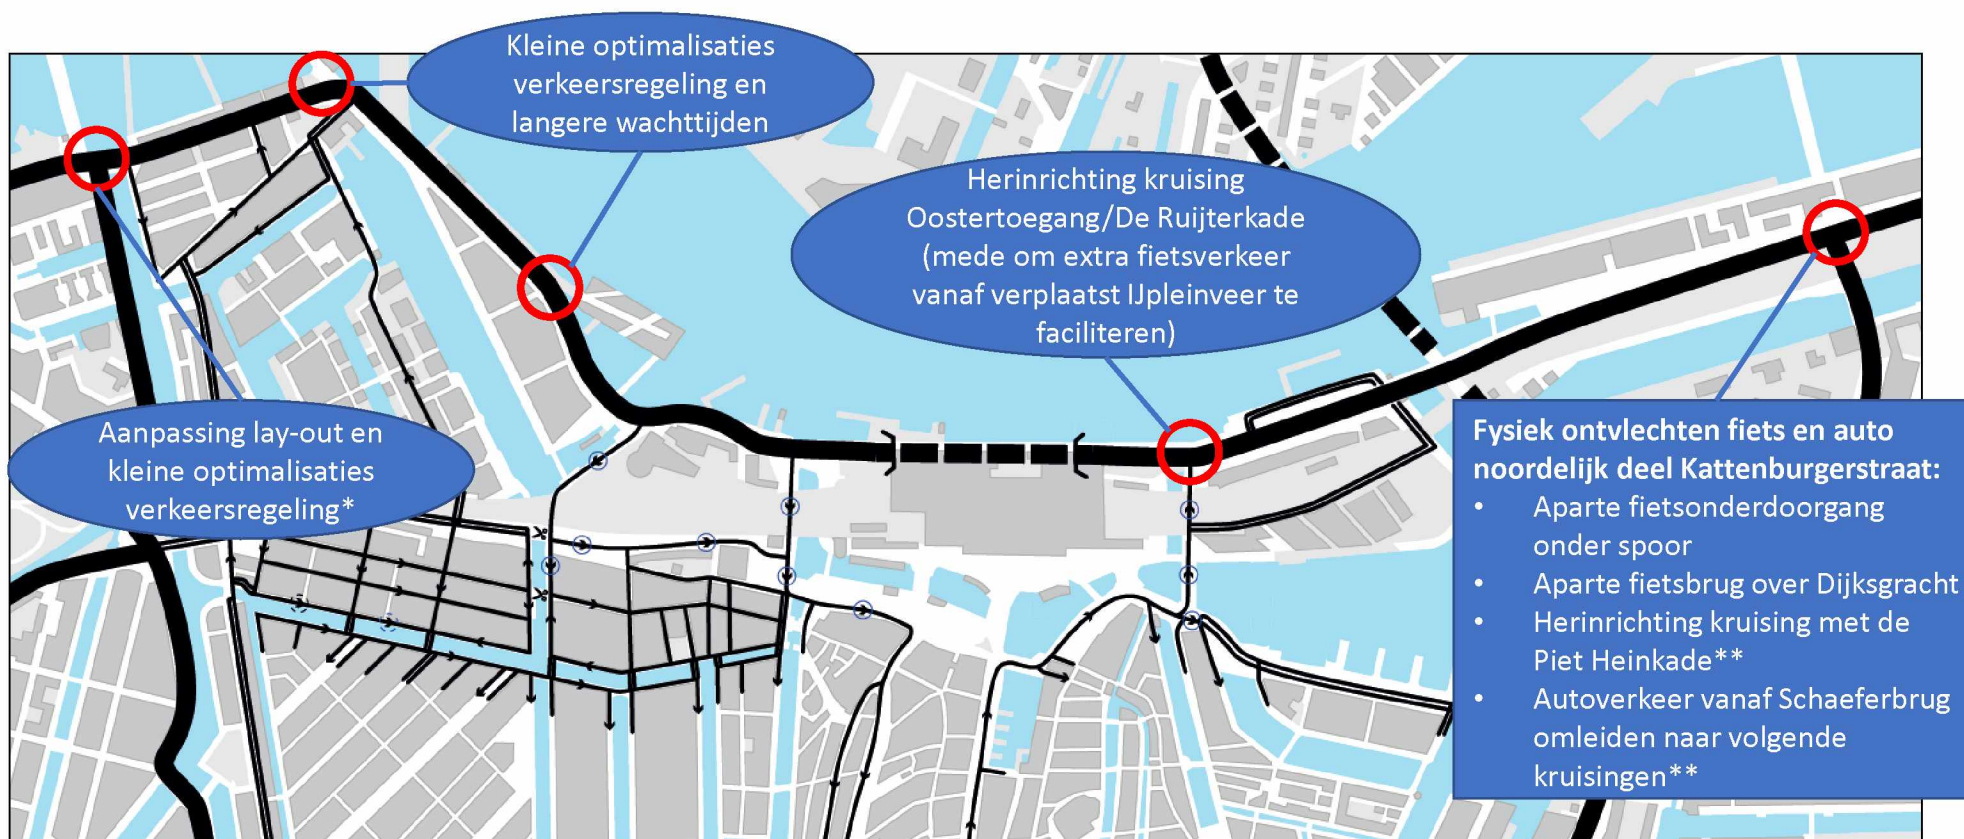 Kleine optimalisaties
verkeersregeling en
langere wachttijden
Herinrichting kruising
Oostertoegang/De Ruijterkade
(mede om extra fietsverkeer
vanaf verplaatst IJpleinveer te
faciliteren)
Aanpassing lay-out en
kleine optimalisaties
verkeersregeling*
Fysiek ontvlechten fiets en auto
noordelijk deel Kattenburgerstraat:
• Aparte fietsonderdoorgang
onder spoor
• Aparte fietsbrug over Dijksgracht
• Herinrichting kruising met de
Piet Heinkade**
• Autoverkeer vanaf Schaeferbrug
omleiden naar volgende
kruisingen**